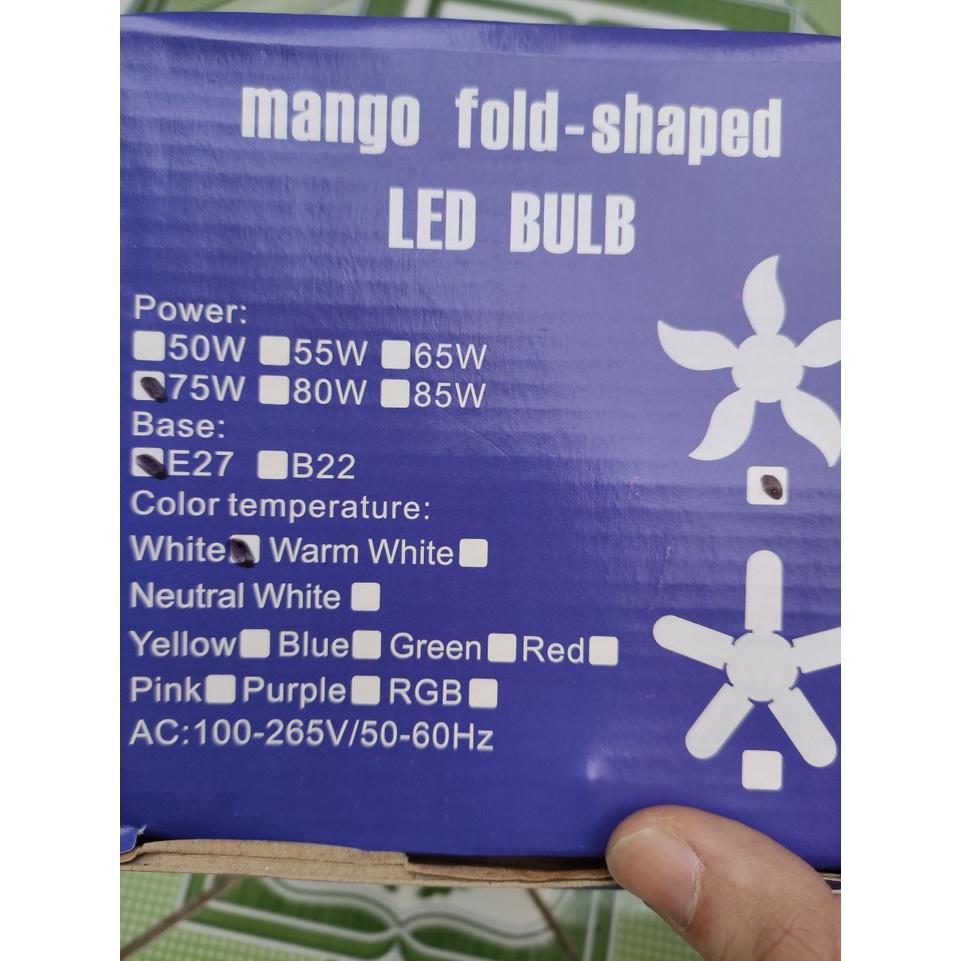 mango fold-shaped
LED BULB
Power:
50W 55W 65W
75W 80W 85W
Base:
E27 B22
Color temperature:
White Warm White
Neutral White
Yellow Blue Green Red
Pink Purple RGB
AC:100-265V/50-60Hz